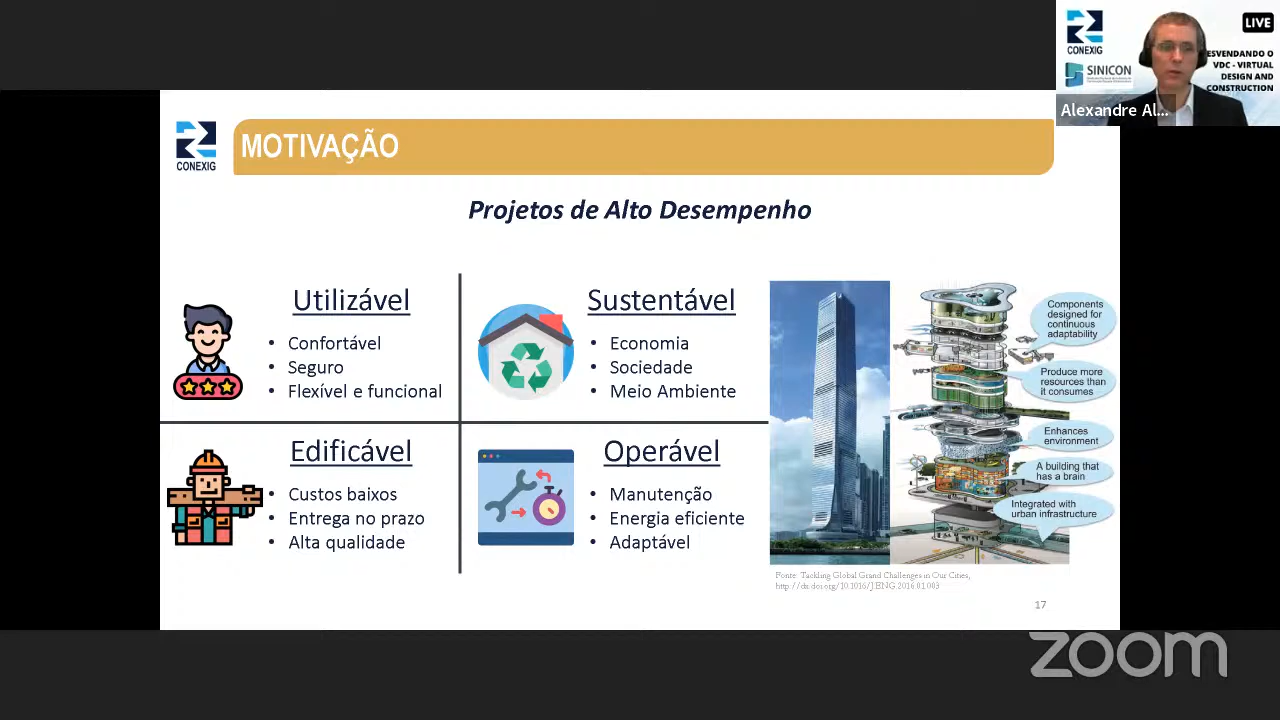 CONEXIG
MOTIVAÇÃO
Projetos de Alto Desempenho
Utilizável
• Confortável
• Seguro
• Flexível e funcional
Sustentável
• Economia
• Sociedade
• Meio Ambiente
Edificável
• Custos baixos
• Entrega no prazo
• Alta qualidade
Operável
• Manutenção
• Energia eficiente
• Adaptável
Components
designed for
continuous
adaptability
Produce more
resources than
it consumes
Enhances
environment
A building that
has a brain
Integrated with
urban infrastructure
Fonte: Tackling Global Grand Challenges in Our Cities,
17
CONEXIG
SINICON
LIVE
ESVENDANDO O
VDC - VIRTUAL
DESIGN AND
CONSTRUCTION
Alexandre Al...
zoom